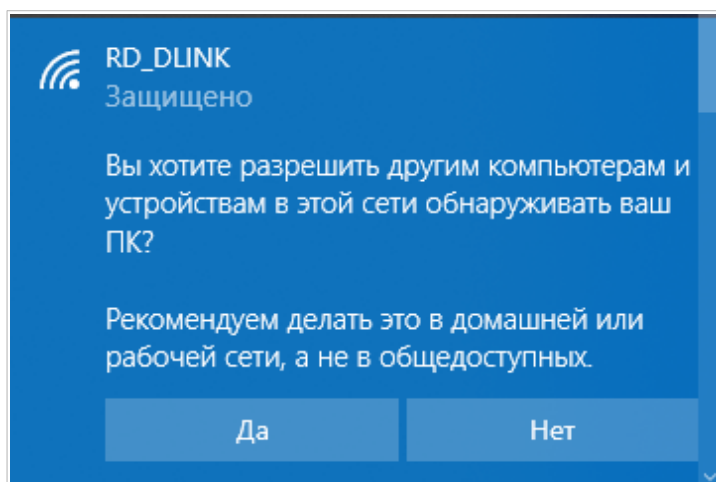 RD_DLINK
Защищено
Вы хотите разрешить другим компьютерам и
устройствам в этой сети обнаруживать ваш
ПК?
Рекомендуем делать это в домашней или
рабочей сети, а не в общедоступных.
Да
Нет